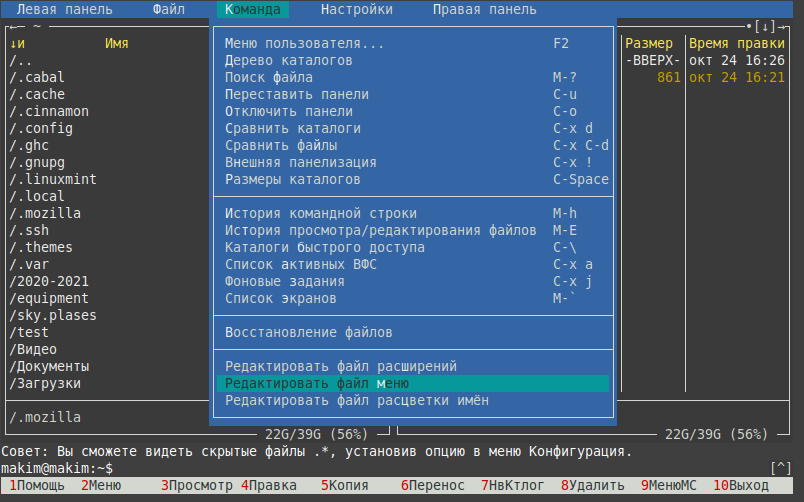 Левая панель Файл Команда Настройки Правая панель
←─ ~ •[↓]→
↓и Имя Размер Время правки
/.. -ВВЕРХ- окт 24 16:26
/.cabal 861 окт 24 16:21
/.cache
/.cinnamon
/.config
/.ghc
/.gnupg
/.linuxmint
/.local
/.mozilla
/.ssh
/.themes
/.var
/2020-2021
/equipment
/sky.plases
/test
/Видео
/Документы
/Загрузки
/.mozilla
Меню пользователя... F2
Дерево каталогов
Поиск файла M-?
Переставить панели C-u
Отключить панели C-o
Сравнить каталоги C-x d
Сравнить файлы C-x C-d
Внешняя панелизация C-x !
Размеры каталогов C-Space
История командной строки M-h
История просмотра/редактирования файлов M-E
Каталоги быстрого доступа C-\
Список активных ВФС C-x a
Фоновые задания C-x j
Список экранов M-`
Восстановление файлов
Редактировать файл расширений
Редактировать файл меню
Редактировать файл расцветки имён
22G/39G (56%) 22G/39G (56%)
Совет: Вы сможете видеть скрытые файлы .*, установив опцию в меню Конфигурация.
makim@makim:~$ [^]
1Помощь 2Меню 3Просмотр 4Правка 5Копия 6Перенос 7НвКтлог 8Удалить 9МенюМС 10Выход